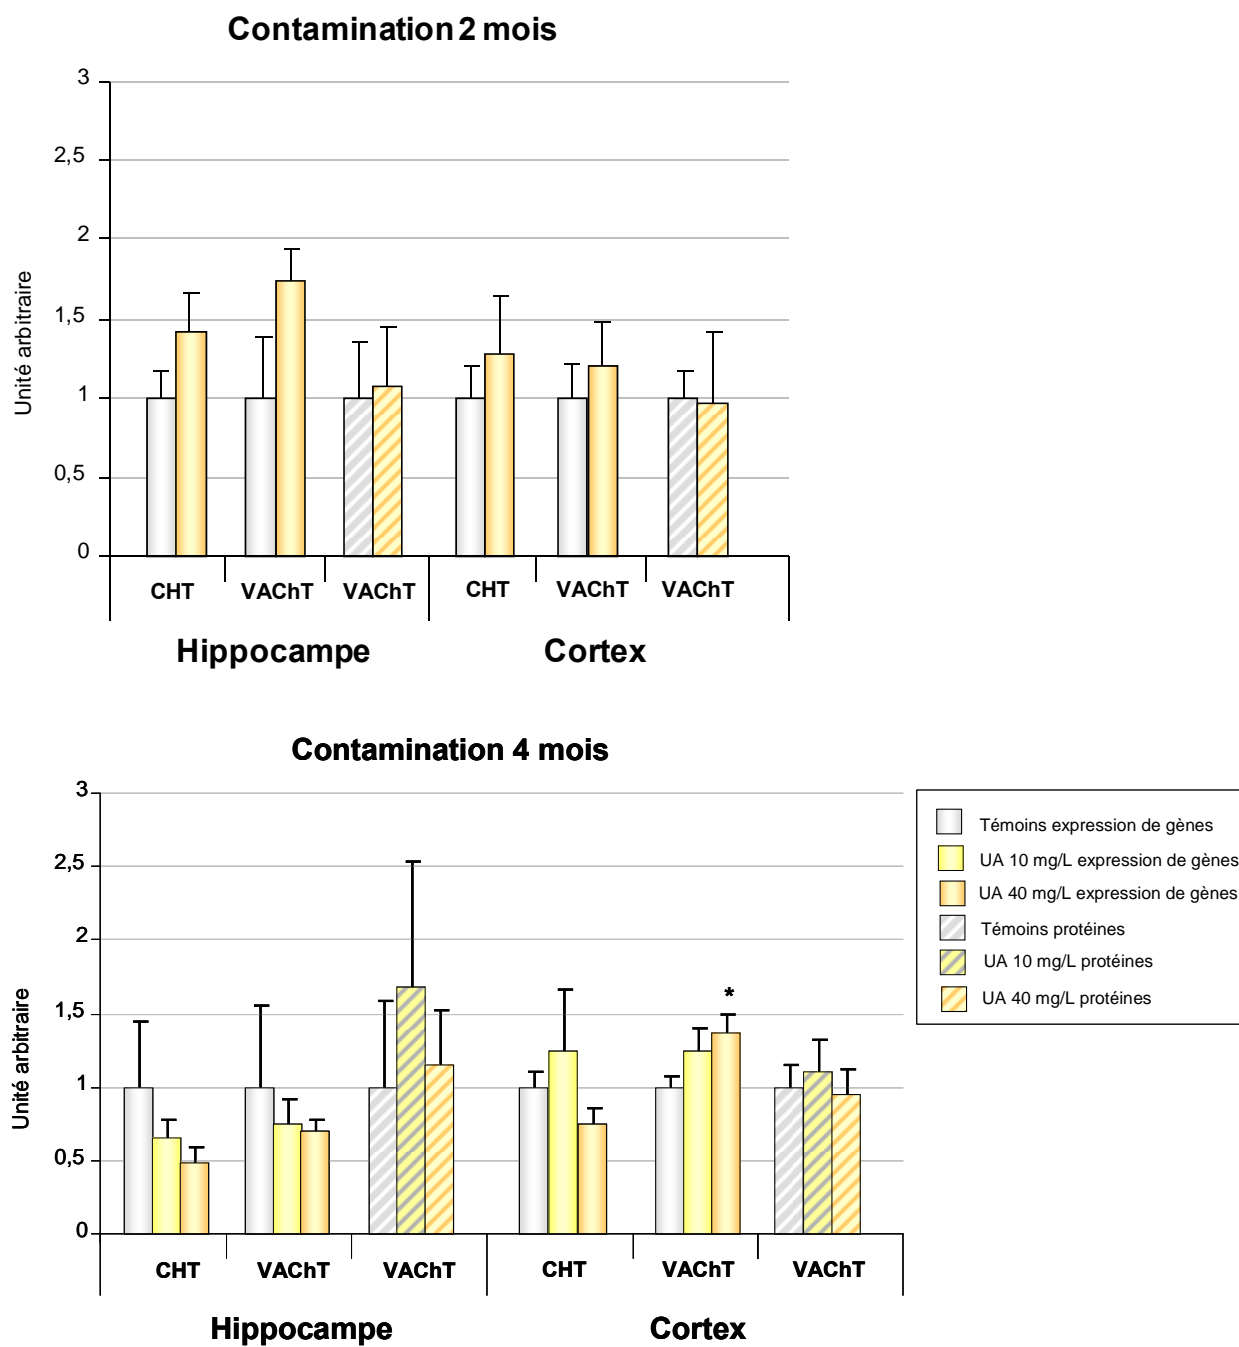 Contamination 2 mois
3
2,5
2
1,5
1
0,5
0
Unité arbitraire
CHT VAChT VAChT CHT VAChT VAChT
Hippocampe Cortex
Contamination 4 mois
3
2,5
2
1,5
1
0,5
0
Unité arbitraire
*
CHT VAChT VAChT CHT VAChT VAChT
Hippocampe Cortex
Témoins expression de gènes
UA 10 mg/L expression de gènes
UA 40 mg/L expression de gènes
Témoins protéines
UA 10 mg/L protéines
UA 40 mg/L protéines